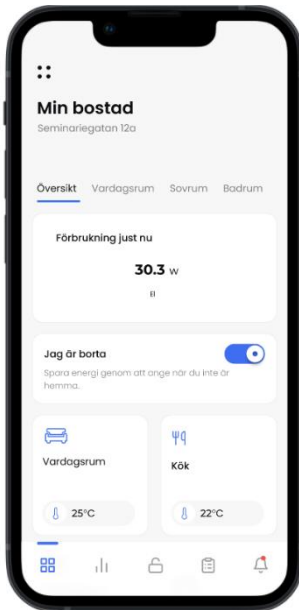 Min bostad
Seminariegatan 12a
Översikt Vardagsrum Sovrum Badrum
Förbrukning just nu
30.3 W
El
Jag är borta
Spara energi genom att ange när du inte är
hemma.
Vardagsrum
Kök
25°C
22°C